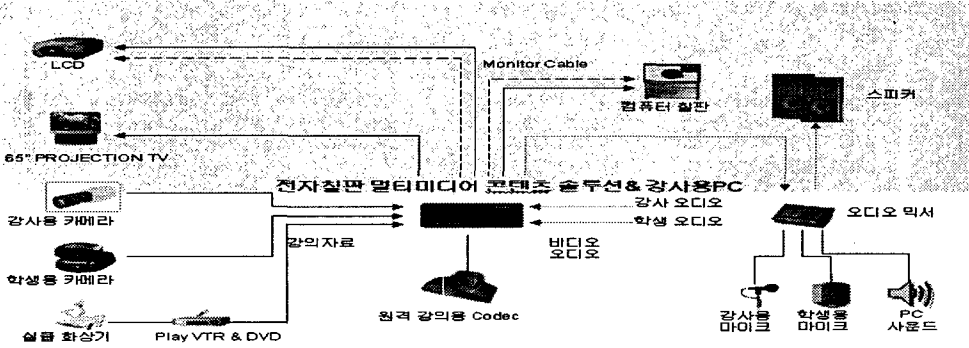 LCD
Monitor Cable
컴퓨터 칠판
스피커
65" PROJECTION TV
전자칠판 멀티미디어 콘텐츠 솔루션& 강사용PC
강사용 카메라
강사 오디오
학생 오디오
오디오 믹서
강의자료
비디오
오디오
학생용 카메라
원격 강의용 Codec
실물 화상기
Play VTR & DVD
강사용
마이크
학생용
마이크
PC
사운드